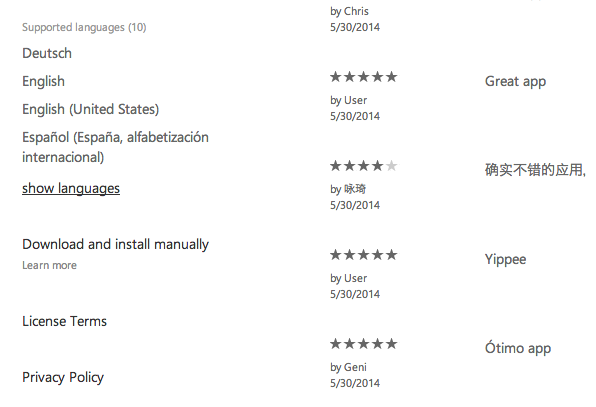 Supported languages (10)
Deutsch
English
English (United States)
Español (España, alfabetización
internacional)
show languages
Download and install manually
Learn more
License Terms
Privacy Policy
by Chris
5/30/2014
★★★★★
Great app
by User
5/30/2014
★★★★★
确实不错的应用,
by 咏琦
5/30/2014
★★★★★
Yippee
by User
5/30/2014
★★★★★
Ótimo app
by Geni
5/30/2014